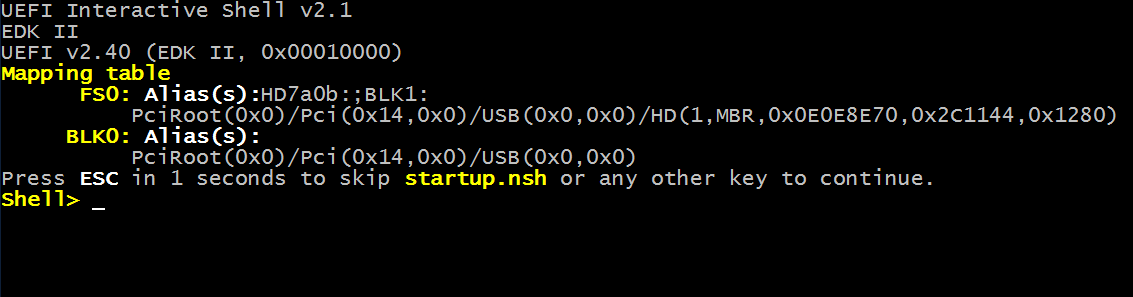 UEFI Interactive Shell v2.1
EDK II
UEFI v2.40 (EDK II, 0x00010000)
Mapping table
FS0: Alias(s):HD7a0b:;BLK1:
PciRoot(0x0)/Pci(0x14,0x0)/USB(0x0,0x0)/HD(1,MBR,0x0E0E8E70,0x2C1144,0x1280)
BLK0: Alias(s):
PciRoot(0x0)/Pci(0x14,0x0)/USB(0x0,0x0)
Press ESC in 1 seconds to skip startup.nsh or any other key to continue.
Shell> _